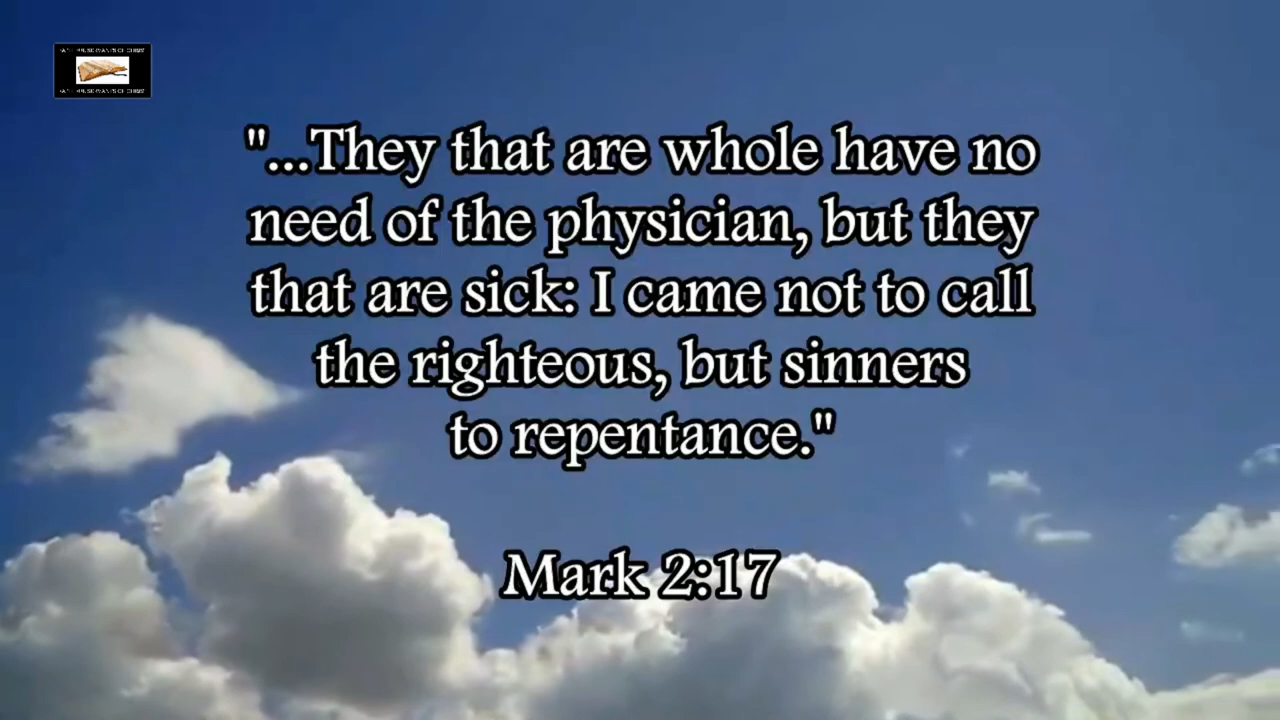 "...They that are whole have no
need of the physician, but they
that are sick: I came not to call
the righteous, but sinners
to repentance."
Mark 2:17